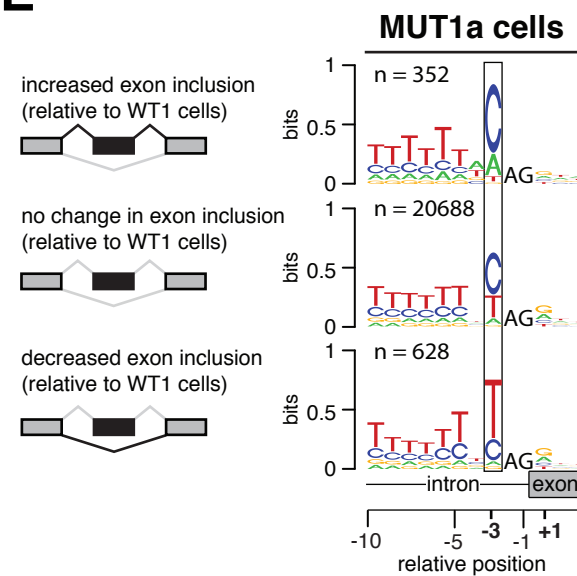 E
MUT1a cells
increased exon inclusion
(relative to WT1 cells)
bits
1
0.5
0
n = 352
AG
no change in exon inclusion
(relative to WT1 cells)
bits
1
0.5
0
n = 20688
AG
decreased exon inclusion
(relative to WT1 cells)
bits
1
0.5
0
n = 628
AG
intron
exon
-10 -5 -3 -1 +1
relative position